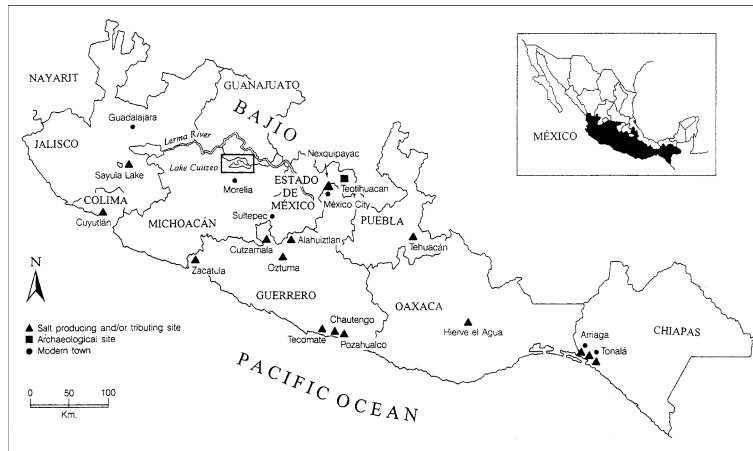 NAYARIT
GUANAJUATO
BAJIO
MÉXICO
Guadalajara
Lerma River
JALISCO
Nexquipayac
Sayula Lake
Lake Cuitzeo
ESTADO
DE
MÉXICO
Teotihuacan
Morelia
México City
COLIMA
Cuyutlán
MICHOACÁN
Sultepec
PUEBLA
Cutzamala
Alahuiztlan
Tehuacán
Zacatula
Oztuma
N
GUERRERO
OAXACA
Chautengo
Hierve el Agua
Arriaga
CHIAPAS
Tecomate
Pozahualco
Tonalá
Salt producing and/or tributing site
Archaeological site
Modern town
PACIFIC OCEAN
0 50 100
Km.